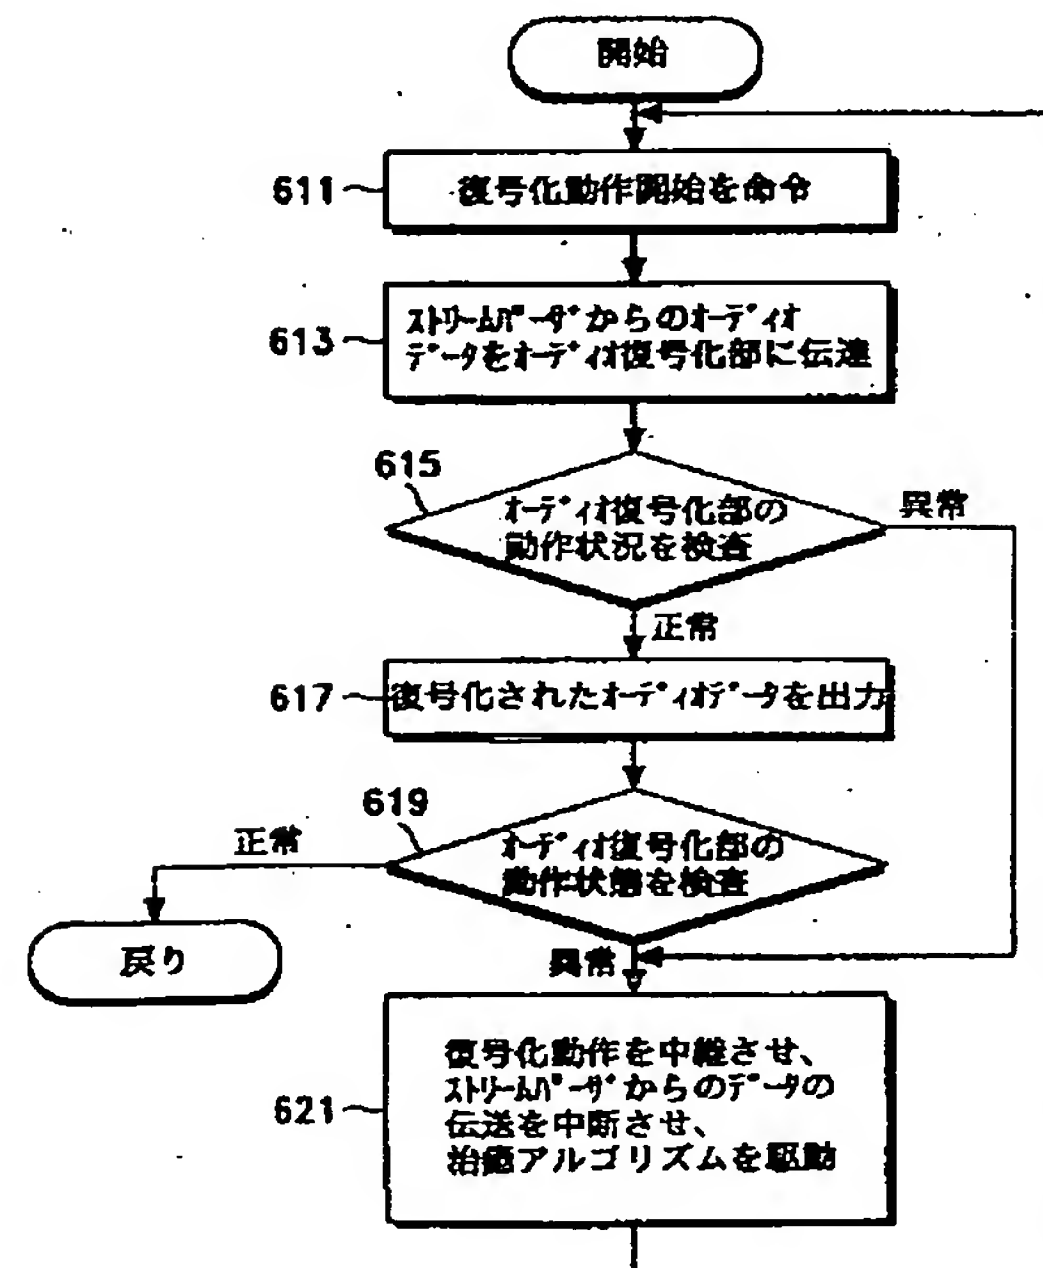 開始
611
復号化動作開始を命令
613
ストリームパーザからのオーディオ
データをオーディオ復号化部に伝達
615
オーディオ復号化部の
動作状況を検査
異常
正常
617
復号化されたオーディオデータを出力
619
オーディオ復号化部の
動作状態を検査
正常
戻り
異常
621
復号化動作を中継させ、
ストリームパーザからのデータの
伝送を中断させ、
治癒アルゴリズムを駆動